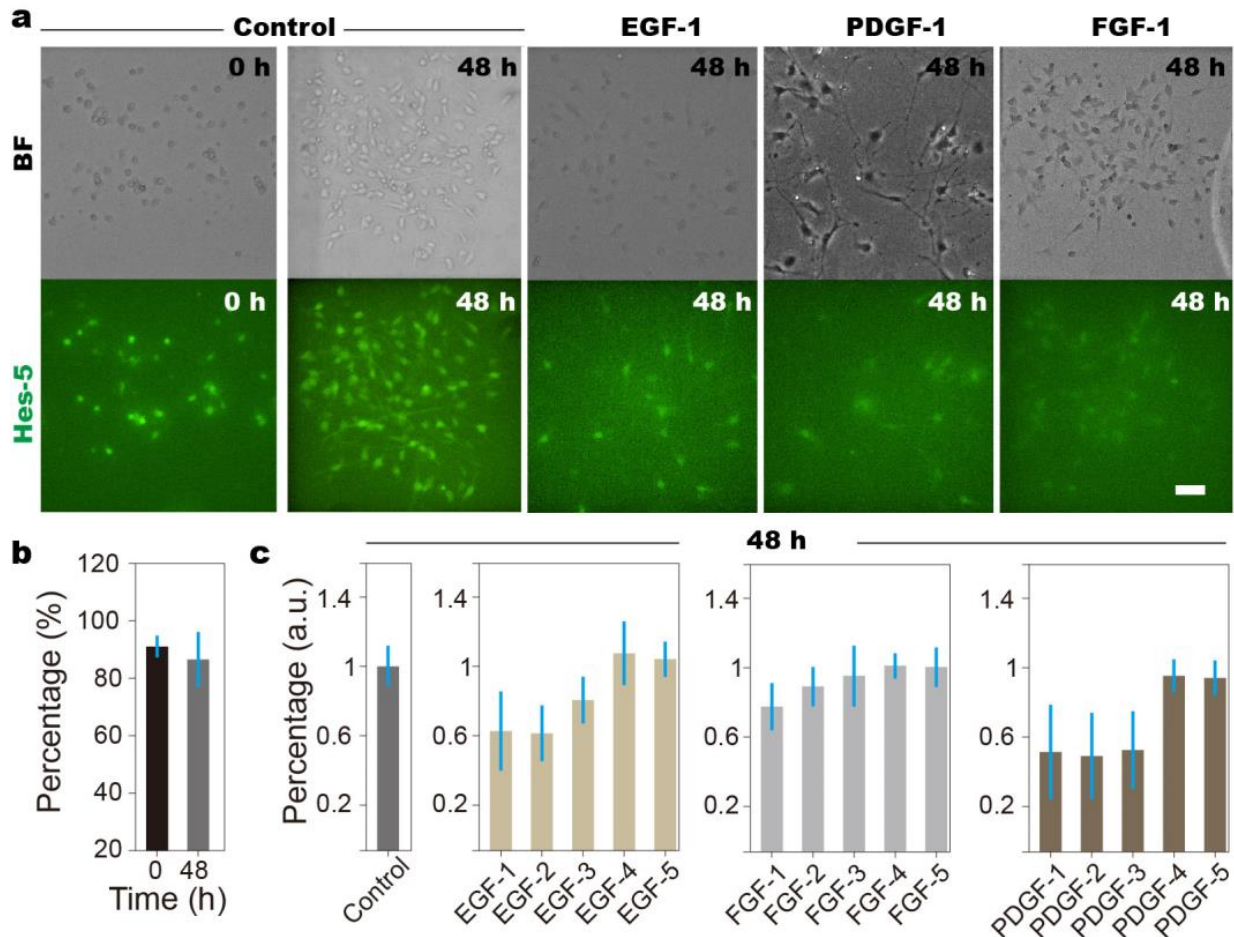 a
Control
EGF-1
PDGF-1
FGF-1
BF
0 h
48 h
48 h
48 h
48 h
Hes-5
0 h
48 h
48 h
48 h
48 h
b
Percentage (%)
120
100
80
60
40
20
0
48
Time (h)
c
48 h
Percentage (a.u.)
1.4
1
0.6
0.2
Control
1.4
1
0.6
0.2
EGF-1
EGF-2
EGF-3
EGF-4
EGF-5
1.4
1
0.6
0.2
FGF-1
FGF-2
FGF-3
FGF-4
FGF-5
1.4
1
0.6
0.2
PDGF-1
PDGF-2
PDGF-3
PDGF-4
PDGF-5